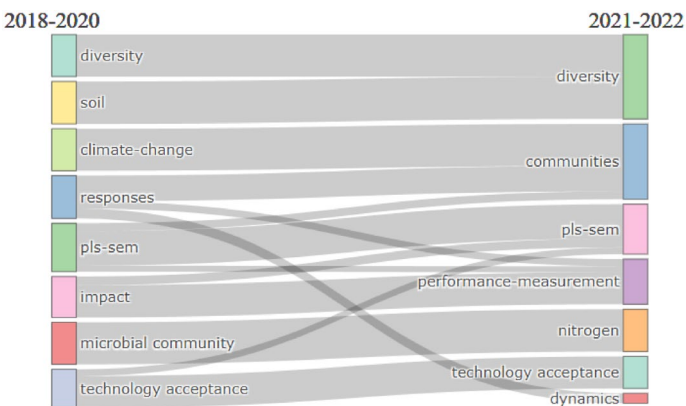 2018-2020
2021-2022
diversity
soil
climate-change
responses
pls-sem
impact
microbial community
technology acceptance
diversity
communities
pls-sem
performance-measurement
nitrogen
technology acceptance
dynamics